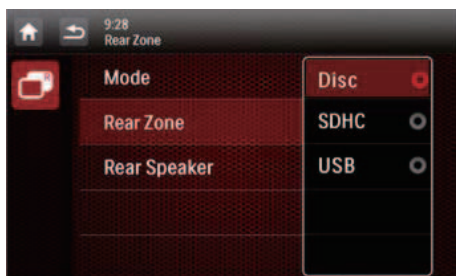 9:28
Rear Zone
Mode
Disc
Rear Zone
SDHC
Rear Speaker
USB